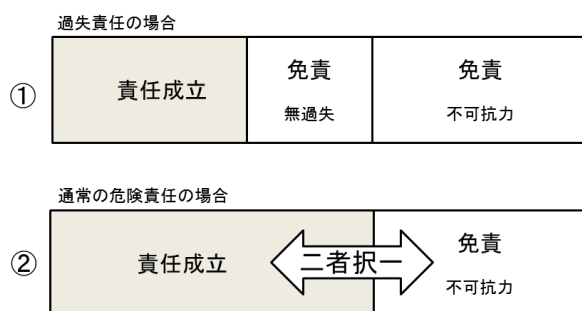 過失責任の場合
①
責任成立
免責
無過失
免責
不可抗力
通常の危険責任の場合
②
責任成立
二者択一
免責
不可抗力